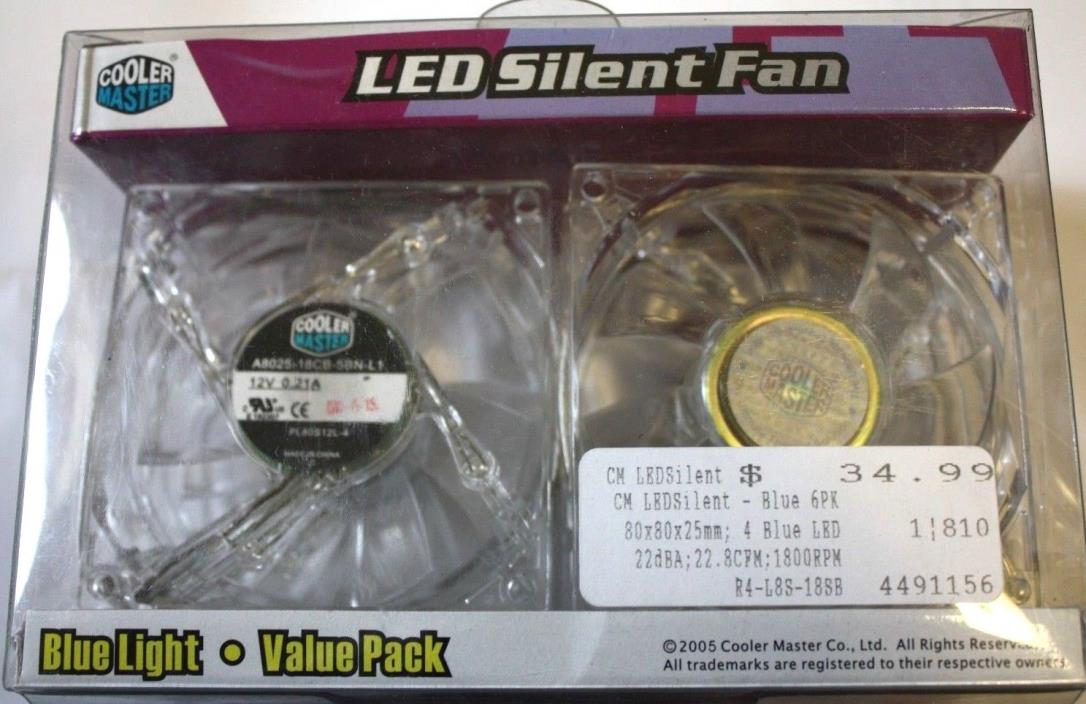 COOLER
MASTER
®
LED Silent Fan
COOLER
MASTER
A8025-18CB-5BN-L1
12V 0.21A
CE
PL80S12L-4
MADE IN CHINA
COOLER
MASTER
CM LEDSilent $ 34.99
CM LEDSilent - Blue 6PK
80x80x25mm; 4 Blue LED 1¦810
22dBA;22.8CFM;1800RPM
R4-L8S-18SB 4491156
Blue Light • Value Pack
©2005 Cooler Master Co., Ltd. All Rights
All trademarks are registered to their respective owners